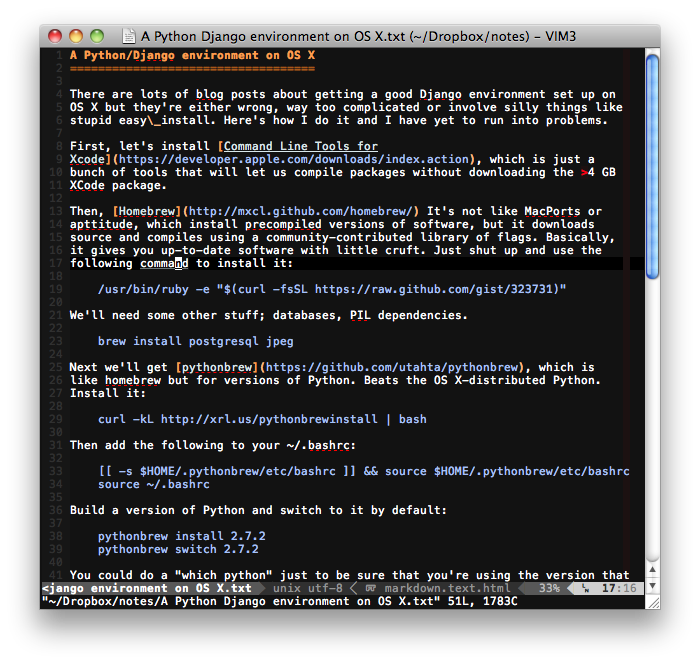 A Python Django environment on OS X.txt (~/Dropbox/notes) - VIM3
1 A Python/Django environment on OS X
2 ===================================
3
4 There are lots of blog posts about getting a good Django environment set up on
5 OS X but they're either wrong, way too complicated or involve silly things like
6 stupid easy\_install. Here's how I do it and I have yet to run into problems.
7
8 First, let's install [Command Line Tools for
9 Xcode](https://developer.apple.com/downloads/index.action), which is just a
10 bunch of tools that will let us compile packages without downloading the >4 GB
11 XCode package.
12
13 Then, [Homebrew](http://mxcl.github.com/homebrew/) It's not like MacPorts or
14 aptitude, which install precompiled versions of software, but it downloads
15 source and compiles using a community-contributed library of flags. Basically,
16 it gives you up-to-date software with little cruft. Just shut up and use the
17 following command to install it:
18
19 /usr/bin/ruby -e "$(curl -fsSL https://raw.github.com/gist/323731)"
20
21 We'll need some other stuff; databases, PIL dependencies.
22
23 brew install postgresql jpeg
24
25 Next we'll get [pythonbrew](https://github.com/utahta/pythonbrew), which is
26 like homebrew but for versions of Python. Beats the OS X-distributed Python.
27 Install it:
28
29 curl -kL http://xrl.us/pythonbrewinstall | bash
30
31 Then add the following to your ~/.bashrc:
32
33 [[ -s $HOME/.pythonbrew/etc/bashrc ]] && source $HOME/.pythonbrew/etc/bashrc
34 source ~/.bashrc
35
36 Build a version of Python and switch to it by default:
37
38 pythonbrew install 2.7.2
39 pythonbrew switch 2.7.2
40
41 You could do a "which python" just to be sure that you're using the version that
<jango environment on OS X.txt unix utf-8 markdown.text.html 33% LN 17:16
"~/Dropbox/notes/A Python Django environment on OS X.txt" 51L, 1783C